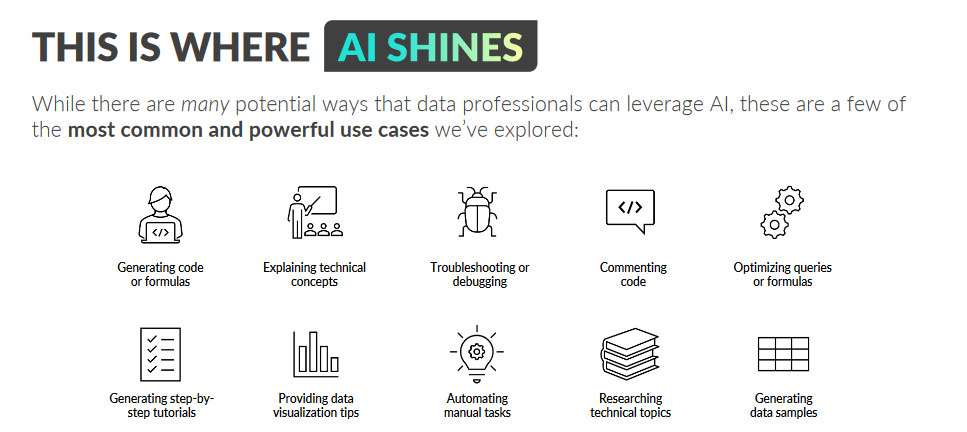 THIS IS WHERE AI SHINES
While there are many potential ways that data professionals can leverage AI, these are a few of
the most common and powerful use cases we've explored:
</>
</>
Generating code
or formulas
Explaining technical
concepts
Troubleshooting or
debugging
Commenting
code
Optimizing queries
or formulas
Generating step-by-
step tutorials
Providing data
visualization tips
Automating
manual tasks
Researching
technical topics
Generating
data samples